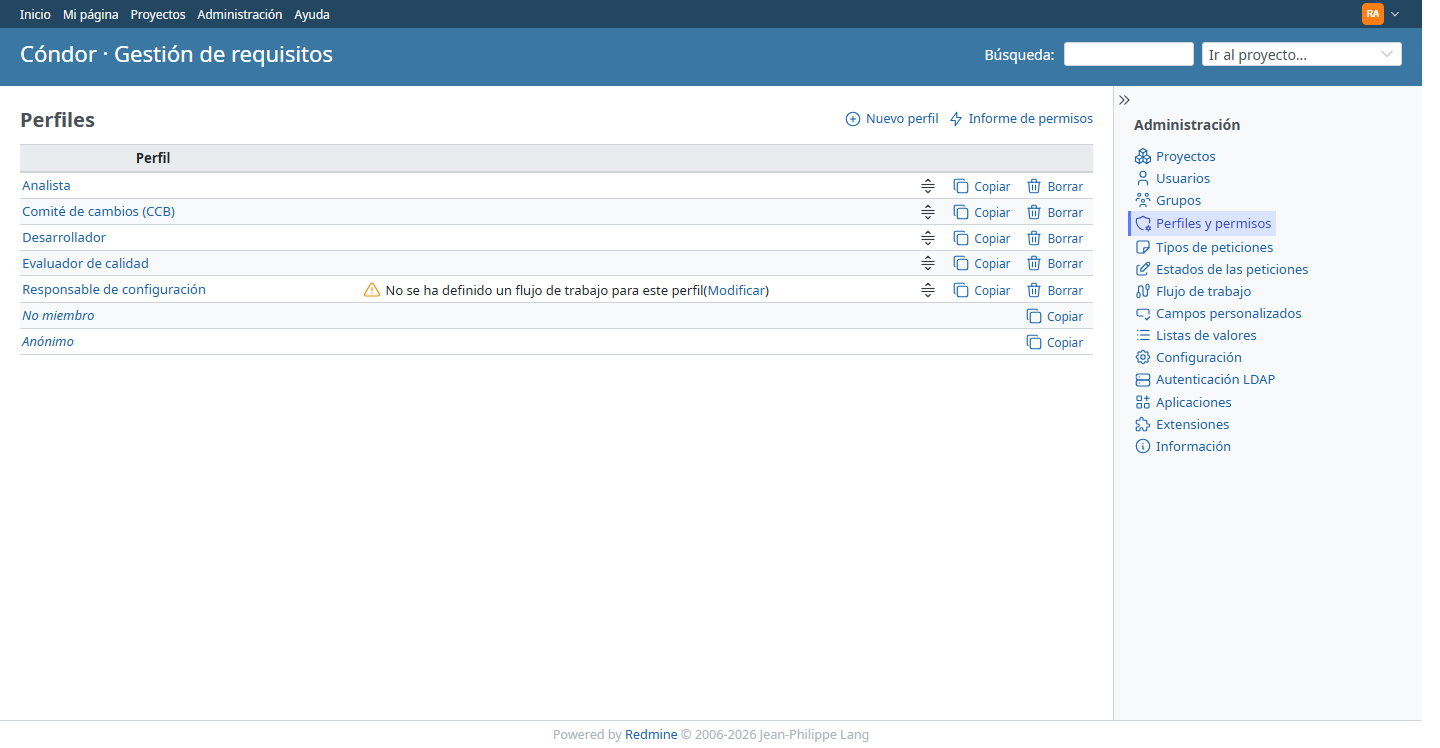 Inicio Mi página Proyectos Administración Ayuda RA
Cóndor · Gestión de requisitos Búsqueda: Ir al proyecto...
Perfiles Nuevo perfil Informe de permisos
Perfil
Analista Copiar Borrar
Comité de cambios (CCB) Copiar Borrar
Desarrollador Copiar Borrar
Evaluador de calidad Copiar Borrar
Responsable de configuración No se ha definido un flujo de trabajo para este perfil(Modificar) Copiar Borrar
No miembro Copiar
Anónimo Copiar
Administración
Proyectos
Usuarios
Grupos
Perfiles y permisos
Tipos de peticiones
Estados de las peticiones
Flujo de trabajo
Campos personalizados
Listas de valores
Configuración
Autenticación LDAP
Aplicaciones
Extensiones
Información
Powered by Redmine © 2006-2026 Jean-Philippe Lang